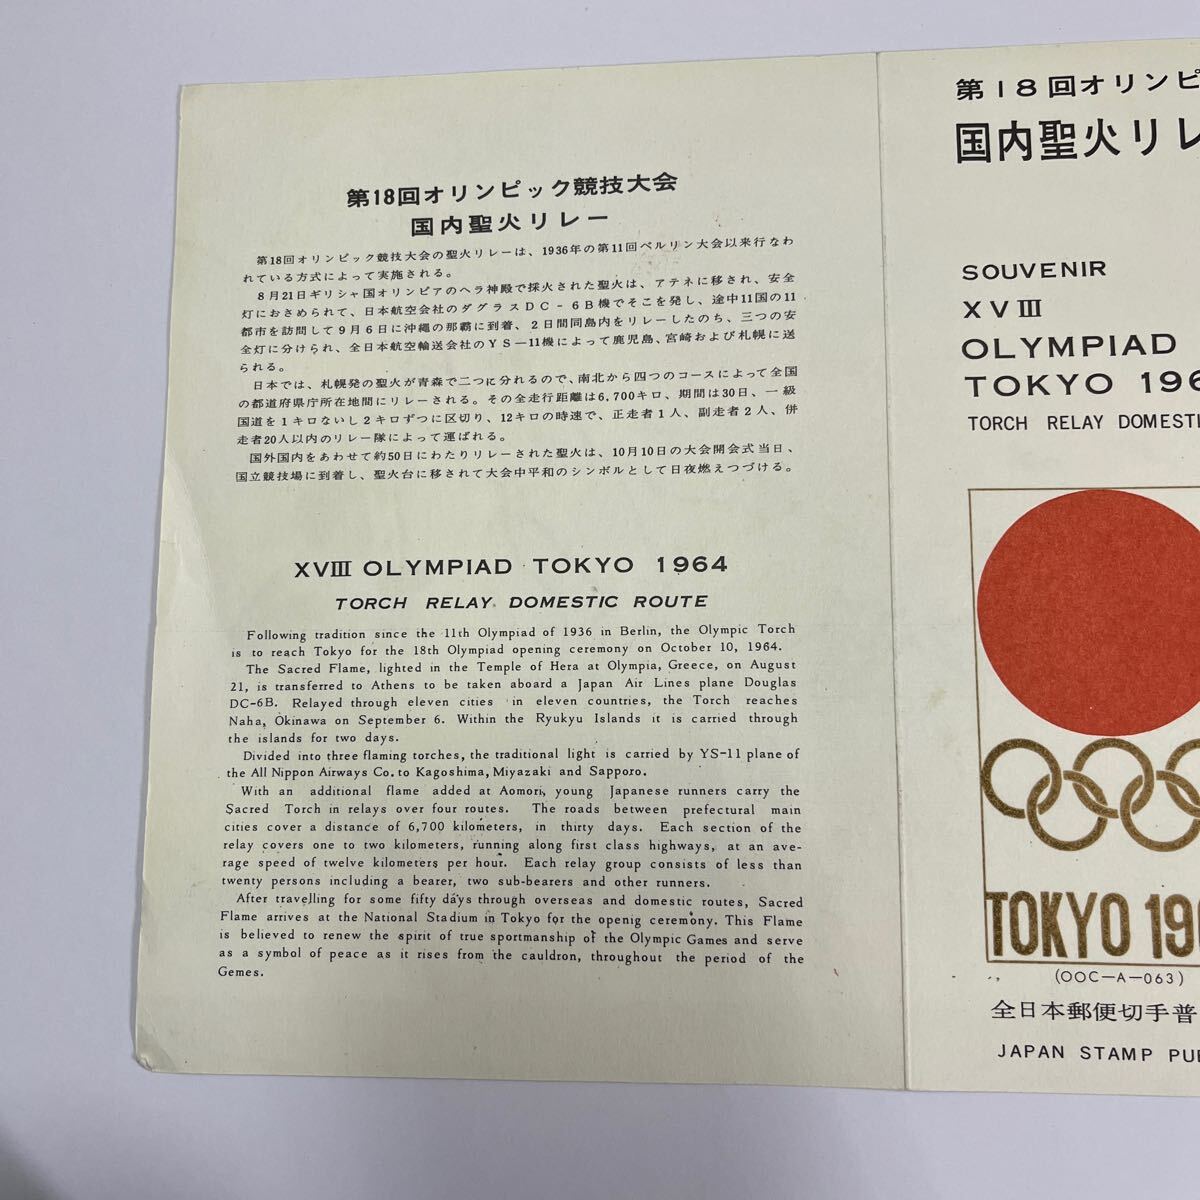 第18回オリンピック競技大会
国内聖火リレー
第18回オリンピック競技大会の聖火リレーは、1936年の第11回ベルリン大会以来行なわ
れている方式によって実施される。
8月21日ギリシャ国オリンピアのヘラ神殿で採火された聖火は、アテネに移され、安全
灯におさめられて、日本航空会社のダグラスDC-6B機でそこを発し、途中11国の11
都市を訪問して9月6日に沖縄の那覇に到着、2日間同島内をリレーしたのち、三つの安
全灯に分けられ、全日本航空輸送会社のYS―11機によって鹿児島、宮崎および札幌に送
られる。
日本では、札幌発の聖火が青森で二つに分れるので、南北から四つのコースによって全国
の都道府県庁所在地間にリレーされる。その全走行距離は6,700キロ、期間は30日、一級
国道を1キロないし2キロずつに区切り、12キロの時速で、正走者1人、副走者2人、併
走者20人以内のリレー隊によって運ばれる。
国外国内をあわせて約50日にわたりリレーされた聖火は、10月10日の大会開会式当日、
国立競技場に到着し、聖火台に移されて大会中平和のシンボルとして日夜燃えつづける。
XVIII OLYMPIAD TOKYO 1964
TORCH RELAY DOMESTIC ROUTE
Following tradition since the 11th Olympiad of 1936 in Berlin, the Olympic Torch
is to reach Tokyo for the 18th Olympiad opening ceremony on October 10, 1964.
The Sacred Flame, lighted in the Temple of Hera at Olympia, Greece, on August
21, is transferred to Athens to be taken aboard a Japan Air Lines plane Douglas
DC-6B. Relayed through eleven cities in eleven countries, the Torch reaches
Naha, Okinawa on September 6. Within the Ryukyu Islands it is carried through
the islands for two days.
Divided into three flaming torches, the traditional light is carried by YS-11 plane of
the All Nippon Airways Co. to Kagoshima, Miyazaki and Sapporo.
With an additional flame added at Aomori, young Japanese runners carry the
Sacred Torch in relays over four routes. The roads between prefectural main
cities cover a distance of 6,700 kilometers, in thirty days. Each section of the
relay covers one to two kilometers, running along first class highways, at an ave-
rage speed of twelve kilometers per hour. Each relay group consists of less than
twenty persons including a bearer, two sub-bearers and other runners.
After travelling for some fifty days through overseas and domestic routes, Sacred
Flame arrives at the National Stadium in Tokyo for the openig ceremony. This Flame
is believed to renew the spirit of true sportmanship of the Olympic Games and serve
as a symbol of peace as it rises from the cauldron, throughout the period of the
Gemes.
第18回オリンピ
国内聖火リレ
SOUVENIR
XVIII
OLYMPIAD
TOKYO 196
TORCH RELAY DOMESTI
TOKYO 19
(OOC―A―063)
全日本郵便切手普
JAPAN STAMP PU